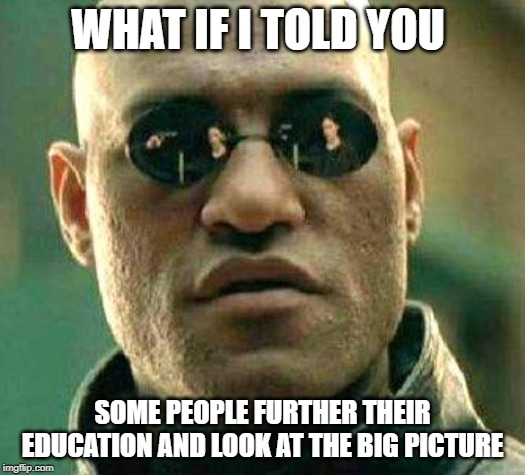 WHAT IF I TOLD YOU
SOME PEOPLE FURTHER THEIR
EDUCATION AND LOOK AT THE BIG PICTURE
imgflip.com